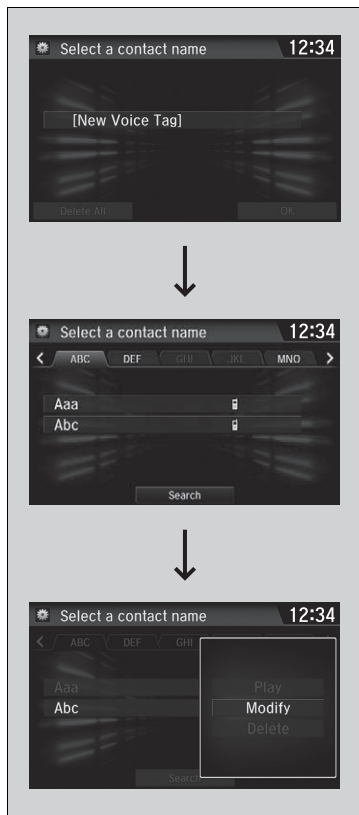 Select a contact name 12:34
[New Voice Tag]
Delete All OK
Select a contact name 12:34
ABC DEF GHI JKL MNO
Aaa
Abc
Search
Select a contact name 12:34
ABC DEF GHI
Aaa Play
Abc Modify
Delete
Search